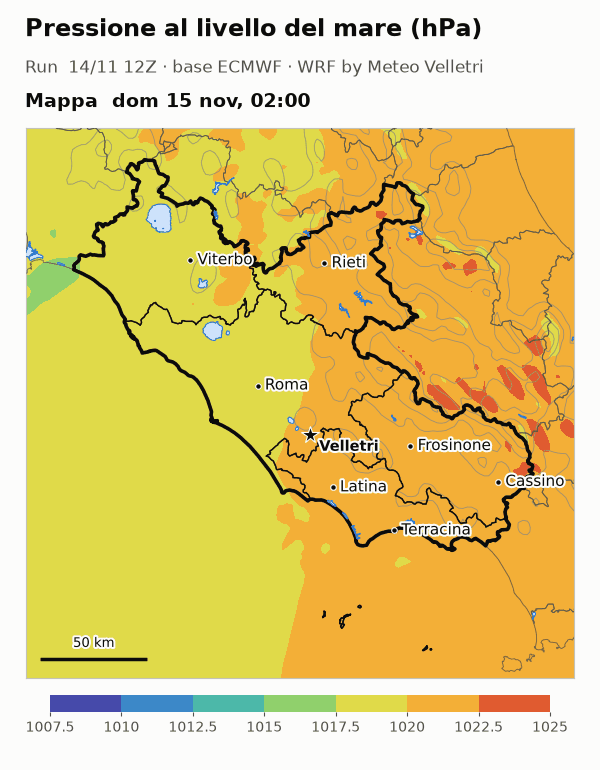 Pressione al livello del mare (hPa)
Run  14/11 12Z · base ECMWF · WRF by Meteo Velletri
Mappa  dom 15 nov, 02:00
Viterbo
Rieti
Roma
Velletri
Frosinone
Latina
Cassino
Terracina
50 km
1007.5 1010 1012.5 1015 1017.5 1020 1022.5 1025